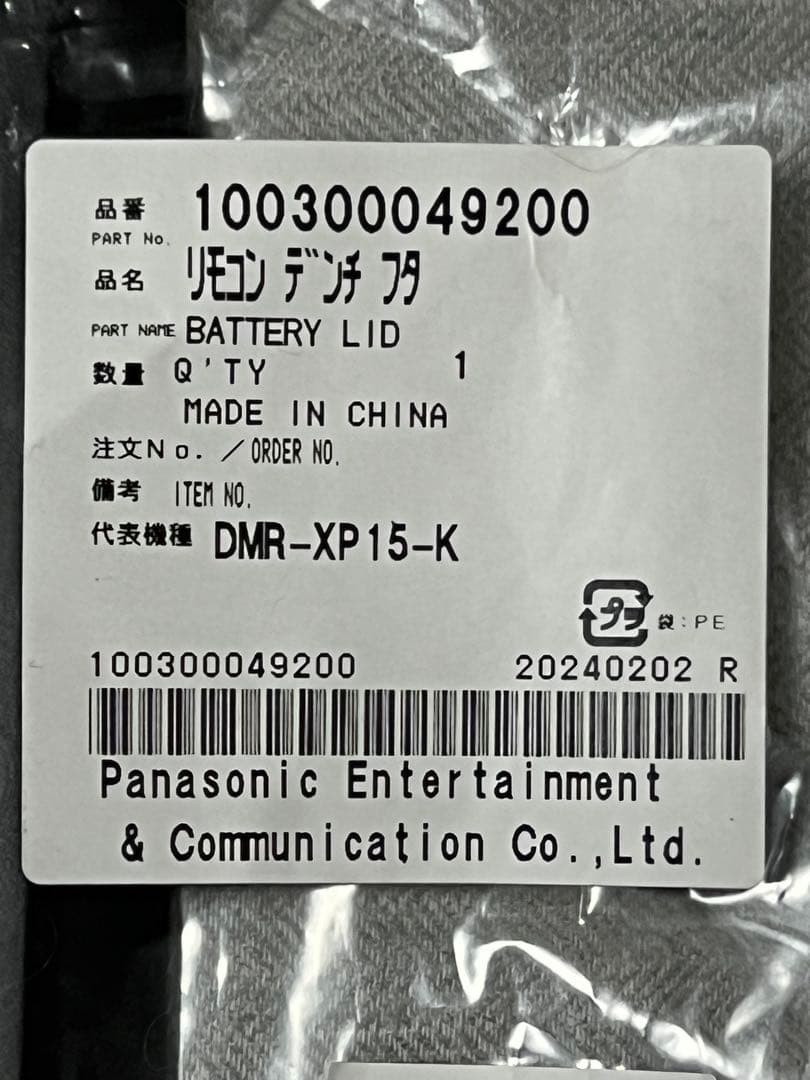 品番 100300049200
PART No.
品名 リモコン デンチ フタ
PART NAME BATTERY LID
数量 Q'TY 1
MADE IN CHINA
注文No.／ORDER NO.
備考 ITEM NO.
代表機種 DMR-XP15-K
プラ 袋:PE
100300049200 20240202 R
Panasonic Entertainment
& Communication Co.,Ltd.